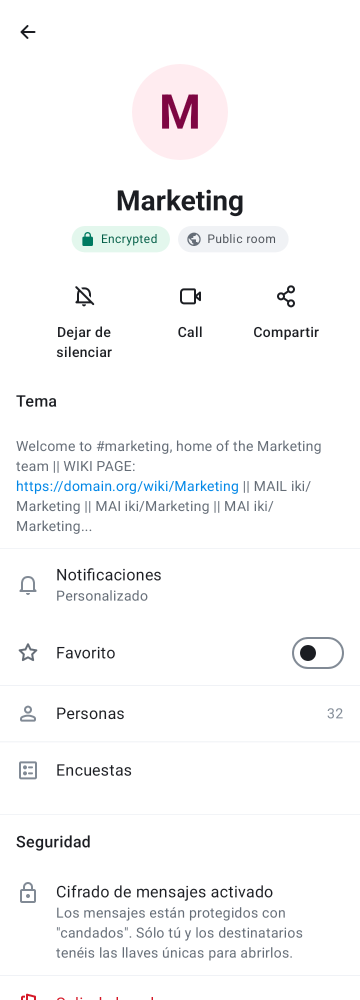 M
Marketing
Encrypted
Public room
Dejar de
silenciar
Call
Compartir
Tema
Welcome to #marketing, home of the Marketing
team || WIKI PAGE:
https://domain.org/wiki/Marketing || MAIL iki/
Marketing || MAI iki/Marketing || MAI iki/
Marketing...
Notificaciones
Personalizado
Favorito
Personas
32
Encuestas
Seguridad
Cifrado de mensajes activado
Los mensajes están protegidos con
"candados". Sólo tú y los destinatarios
tenéis las llaves únicas para abrirlos.